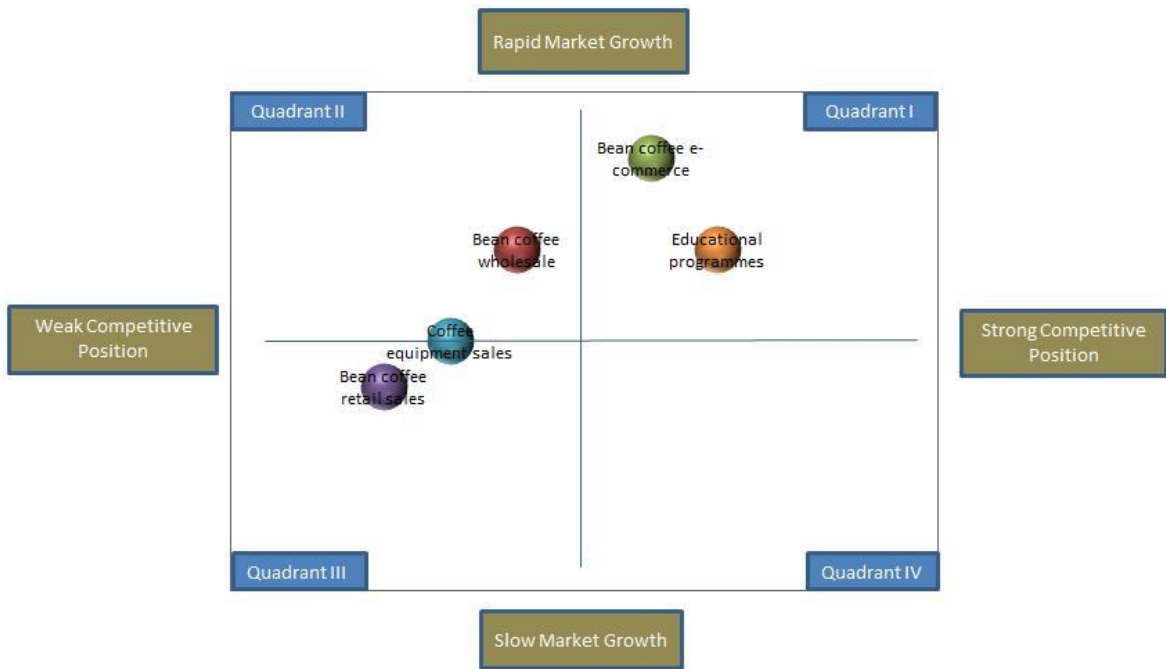 Rapid Market Growth
Quadrant II
Quadrant I
Bean coffee e-
commerce
Bean coffee
wholesale
Educational
programmes
Weak Competitive
Position
Coffee
equipment sales
Strong Competitive
Position
Bean coffee
retail sales
Quadrant III
Quadrant IV
Slow Market Growth